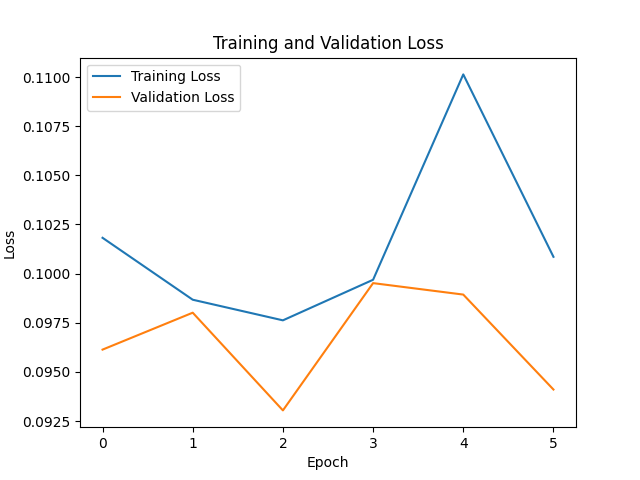 Training and Validation Loss
Training Loss
Validation Loss
0.1100
0.1075
0.1050
0.1025
0.1000
0.0975
0.0950
0.0925
Loss
0 1 2 3 4 5
Epoch